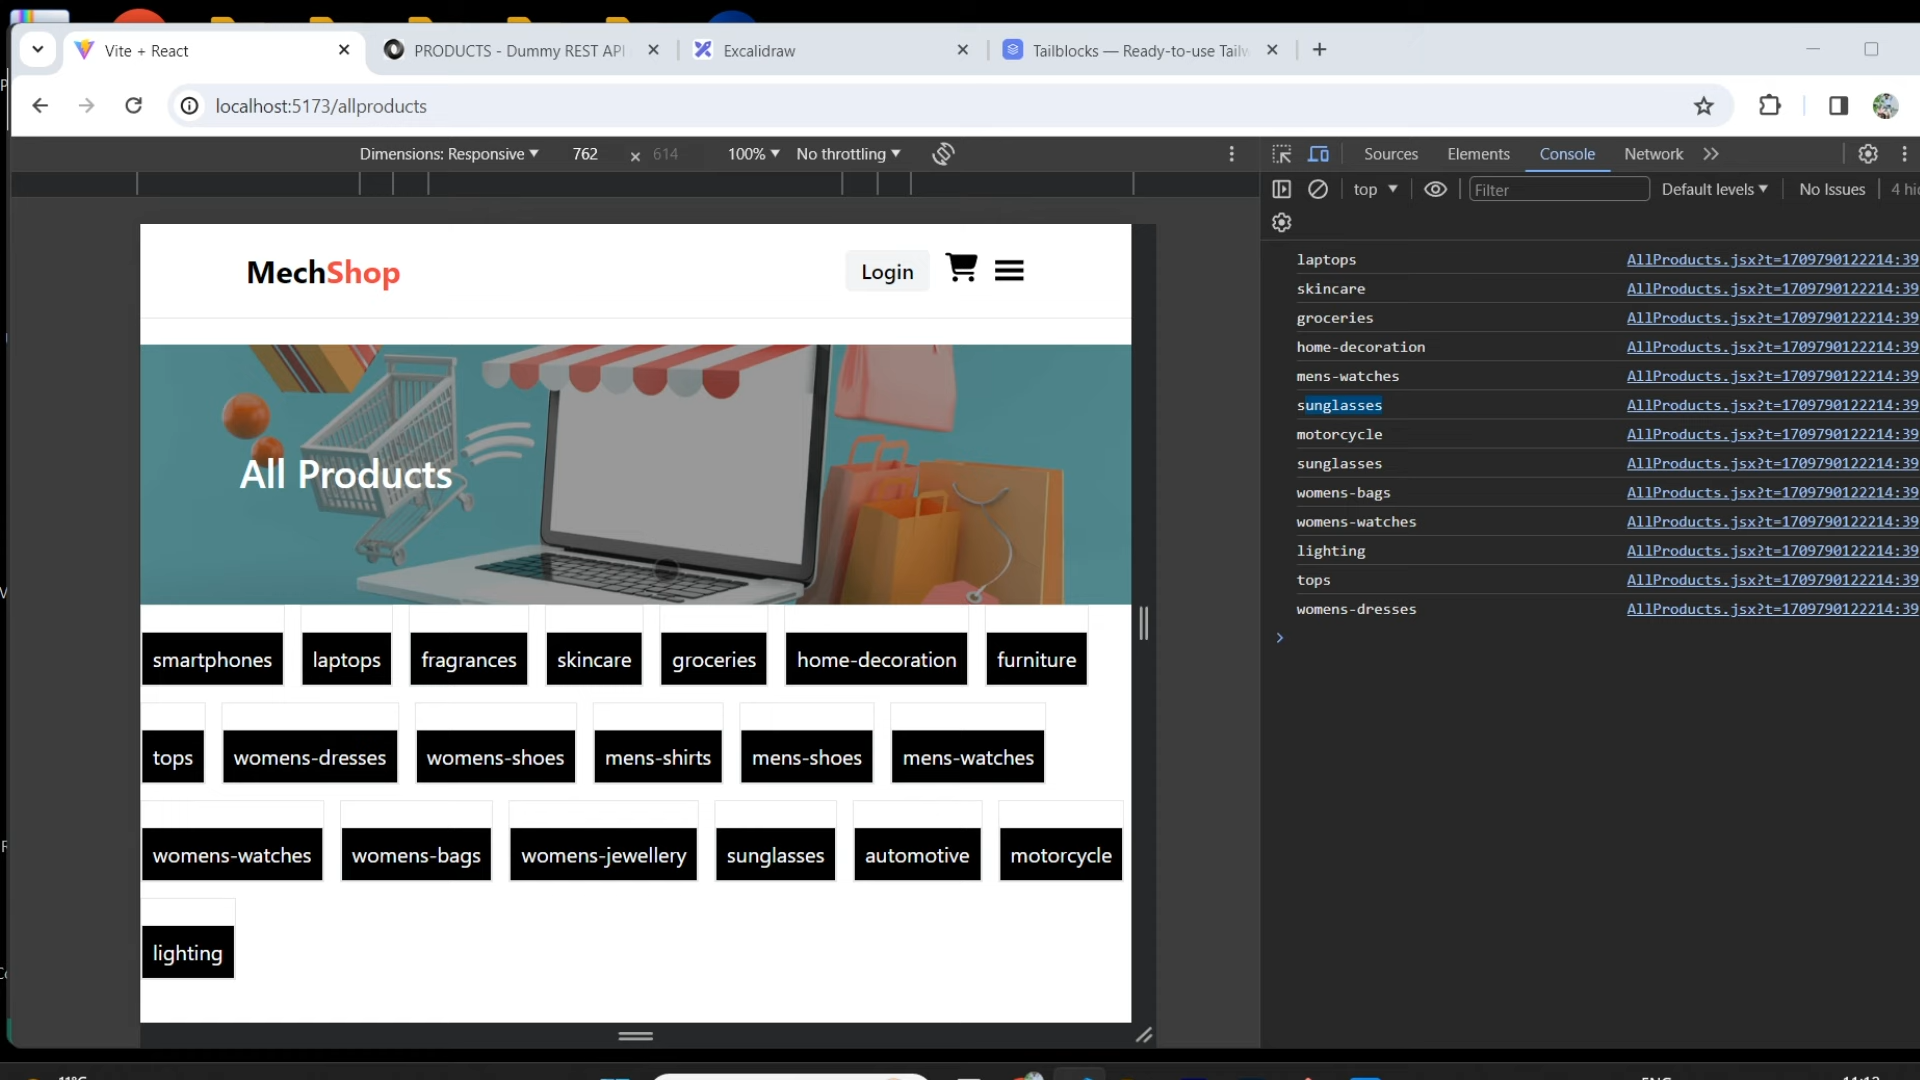 Vite + React
PRODUCTS - Dummy REST API
Excalidraw
Tailblocks — Ready-to-use Tailw
localhost:5173/allproducts
Dimensions: Responsive 762 × 614 100% No throttling
Sources Elements Console Network
top Filter Default levels No Issues 4 hid
MechShop
Login
All Products
smartphones laptops fragrances skincare groceries home-decoration furniture
tops womens-dresses womens-shoes mens-shirts mens-shoes mens-watches
womens-watches womens-bags womens-jewellery sunglasses automotive motorcycle
lighting
laptops AllProducts.jsx?t=1709790122214:39
skincare AllProducts.jsx?t=1709790122214:39
groceries AllProducts.jsx?t=1709790122214:39
home-decoration AllProducts.jsx?t=1709790122214:39
mens-watches AllProducts.jsx?t=1709790122214:39
sunglasses AllProducts.jsx?t=1709790122214:39
motorcycle AllProducts.jsx?t=1709790122214:39
sunglasses AllProducts.jsx?t=1709790122214:39
womens-bags AllProducts.jsx?t=1709790122214:39
womens-watches AllProducts.jsx?t=1709790122214:39
lighting AllProducts.jsx?t=1709790122214:39
tops AllProducts.jsx?t=1709790122214:39
womens-dresses AllProducts.jsx?t=1709790122214:39